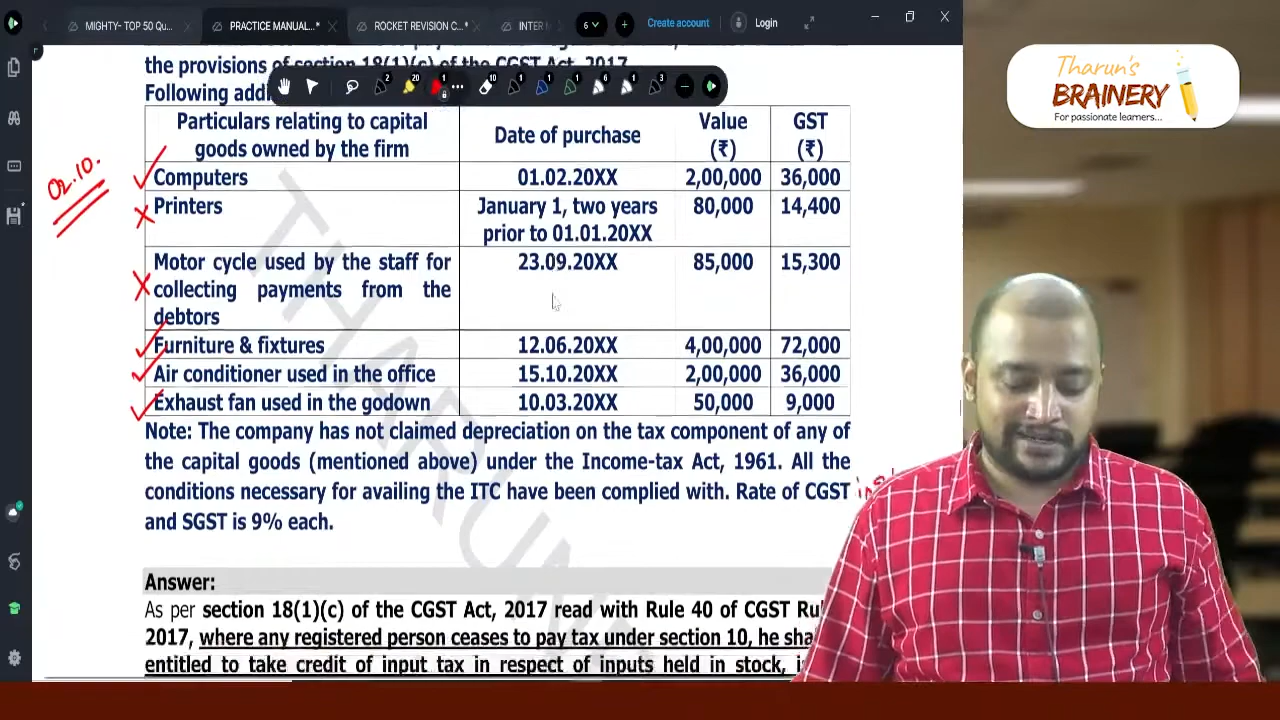 MIGHTY- TOP 50 Qu...
PRACTICE MANUAL...*
ROCKET REVISION C...*
INTER
6
Create account
Login
the provisions of section 18(1)(c) of the CGST Act, 2017.
Following addi
Particulars relating to capital goods owned by the firm
Date of purchase
Value (₹)
GST (₹)
Computers
01.02.20XX
2,00,000
36,000
Printers
January 1, two years prior to 01.01.20XX
80,000
14,400
Motor cycle used by the staff for collecting payments from the debtors
23.09.20XX
85,000
15,300
Furniture & fixtures
12.06.20XX
4,00,000
72,000
Air conditioner used in the office
15.10.20XX
2,00,000
36,000
Exhaust fan used in the godown
10.03.20XX
50,000
9,000
Note: The company has not claimed depreciation on the tax component of any of
the capital goods (mentioned above) under the Income-tax Act, 1961. All the
conditions necessary for availing the ITC have been complied with. Rate of CGST
and SGST is 9% each.
Answer:
As per section 18(1)(c) of the CGST Act, 2017 read with Rule 40 of CGST Ru
2017, where any registered person ceases to pay tax under section 10, he sha
entitled to take credit of input tax in respect of inputs held in stock, i
Tharun's
BRAINERY
For passionate learners...